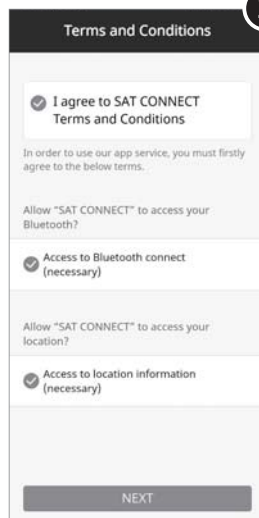 Terms and Conditions
I agree to SAT CONNECT
Terms and Conditions
In order to use our app service, you must firstly
agree to the below terms.
Allow "SAT CONNECT" to access your
Bluetooth?
Access to Bluetooth connect
(necessary)
Allow "SAT CONNECT" to access your
location?
Access to location information
(necessary)
NEXT